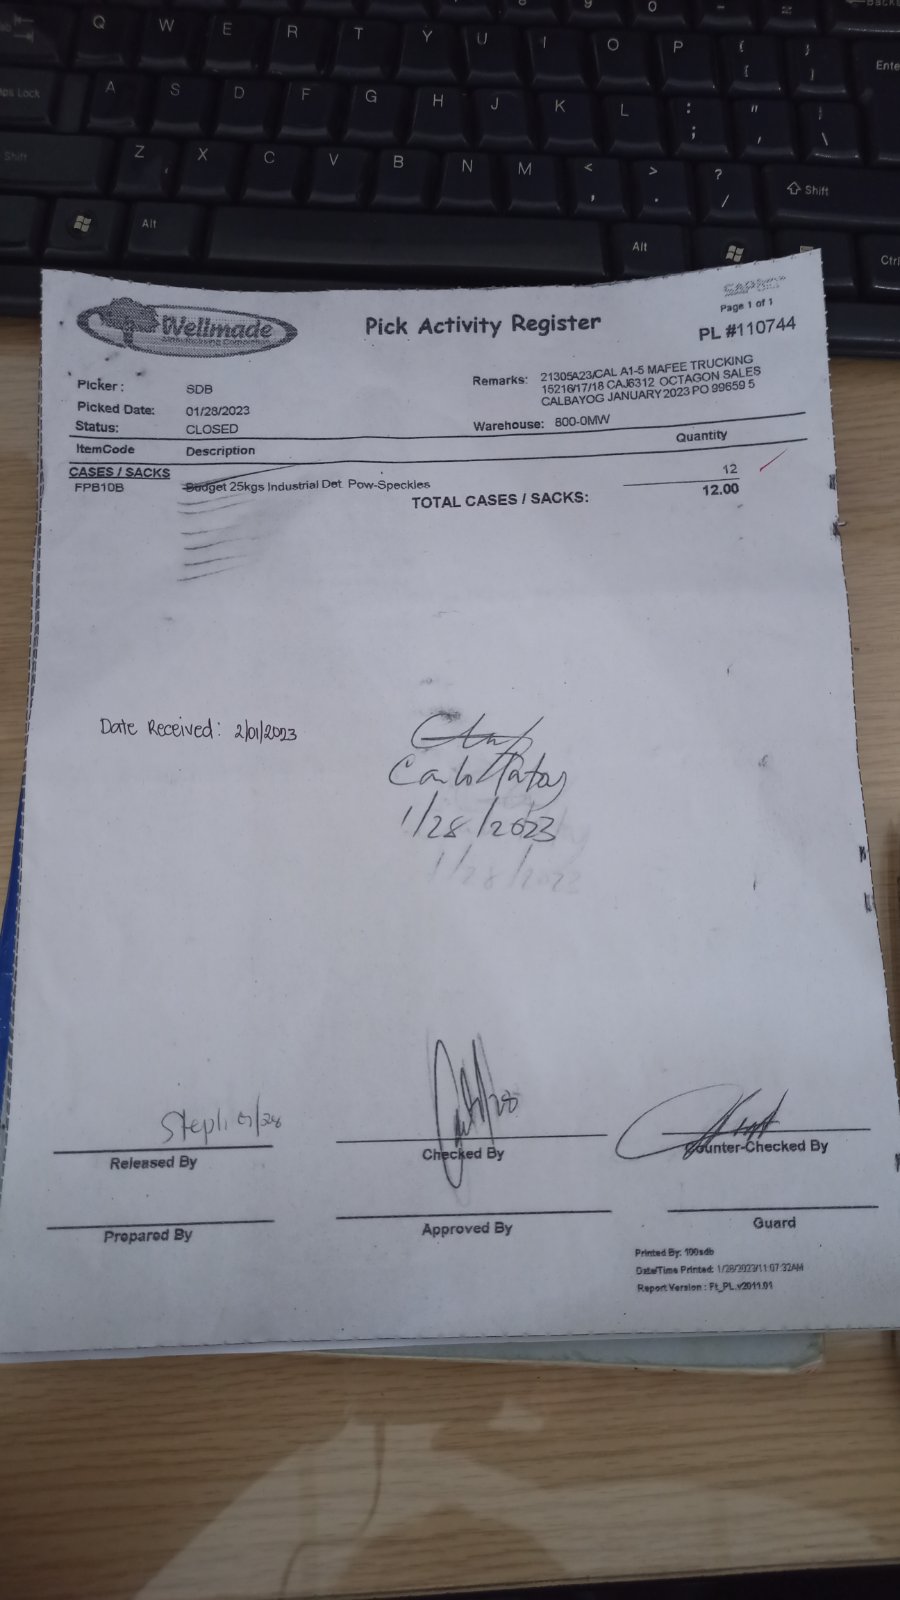 Q W E R T Y U I O P { [ } ]
A S D F G H J K L : ; " ' | \ Enter
Shift Z X C V B N M < , > . ? / Shift
Alt Alt Ctrl
Wellmade
Page 1 of 1
Pick Activity Register
PL #110744
Picker: SDB
Remarks: 21305A23/CAL A1-5 MAFEE TRUCKING
15216/17/18 CAJ6312 OCTAGON SALES
CALBAYOG JANUARY 2023 PO 99659 5
Picked Date: 01/28/2023
Status: CLOSED
Warehouse: 800-0MW
ItemCode Description Quantity
CASES / SACKS
FPB10B Budget 25kgs Industrial Det Pow-Speckles 12
TOTAL CASES / SACKS: 12.00
Date Received: 2/01/2023
Carlo
1/28/2023
1/28/2023
Released By
Checked By
Counter-Checked By
Prepared By
Approved By
Guard
Printed By: 100sdb
Date/Time Printed: 1/28/2023/11:07:32AM
Report Version : Ft_PL.v2011.01